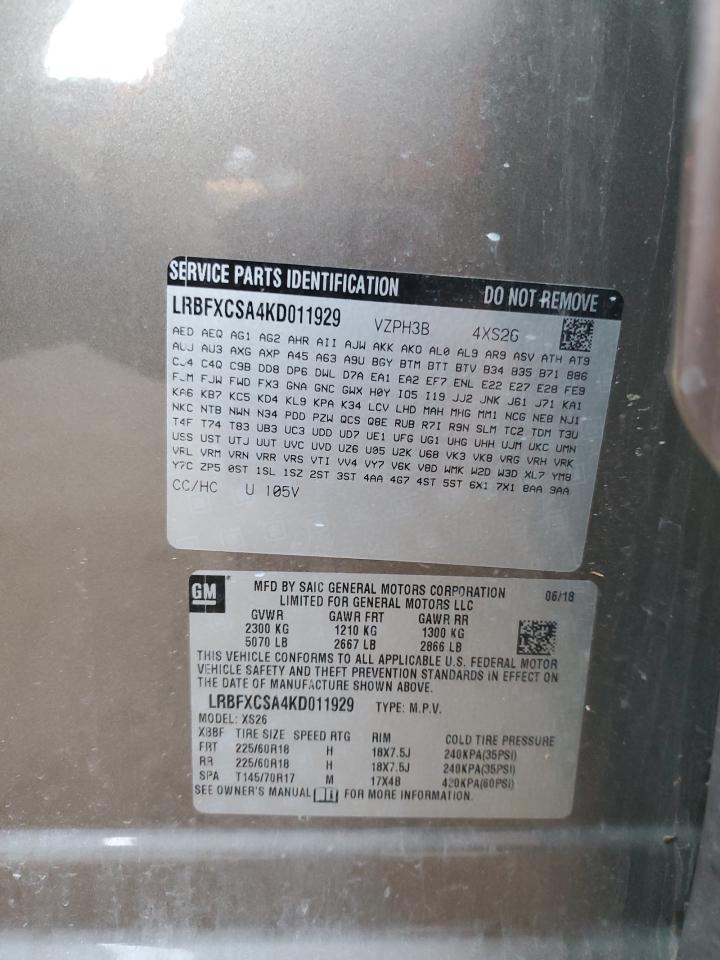 SERVICE PARTS IDENTIFICATION DO NOT REMOVE
LRBFXCSA4KD011929 VZPH3B 4XS26
AED AEQ AG1 AG2 AHR AII AJW AKK AKO AL0 AL9 AR9 ASV ATH AT9
AUJ AU3 AXG AXP A45 A63 A9U BGY BTM BTT BTV B34 B35 B71 B86
CJ4 C4Q C9B DD8 DP6 DWL D7A EA1 EA2 EF7 ENL E22 E27 E28 FE9
FJM FJW FWD FX3 GNA GNC GWX H0Y IO5 I19 JJ2 JNK J61 J71 KA1
KA6 KB7 KC5 KD4 KL9 KPA K34 LCV LHD MAH MHG MM1 NCG NE8 NJ1
NKC NTB NWN N34 PDD PZW QCS Q8E RUB R7I R9N SLM TC2 TDM T3U
T4F T74 T83 UB3 UC3 UDD UD7 UE1 UFG UG1 UHG UHH UJM UKC UMN
USS UST UTJ UUT UVC UVD UZ6 U05 U2K U68 VK3 VK8 VRG VRH VRK
VRL VRM VRN VRR VRS VTI VV4 VY7 V6K V8D WMK W2D W3D XL7 YM8
Y7C ZP5 0ST 1SL 1SZ 2ST 3ST 4AA 4G7 4ST 5ST 6X1 7X1 8AA 9AA
CC/HC U 105V
GM MFD BY SAIC GENERAL MOTORS CORPORATION 06/18
LIMITED FOR GENERAL MOTORS LLC
GVWR GAWR FRT GAWR RR
2300 KG 1210 KG 1300 KG
5070 LB 2667 LB 2866 LB
THIS VEHICLE CONFORMS TO ALL APPLICABLE U.S. FEDERAL MOTOR
VEHICLE SAFETY AND THEFT PREVENTION STANDARDS IN EFFECT ON
THE DATE OF MANUFACTURE SHOWN ABOVE.
LRBFXCSA4KD011929 TYPE: M.P.V.
MODEL: XS26
XBBF TIRE SIZE SPEED RTG RIM COLD TIRE PRESSURE
FRT 225/60R18 H 18X7.5J 240KPA(35PSI)
RR 225/60R18 H 18X7.5J 240KPA(35PSI)
SPA T145/70R17 M 17X4B 420KPA(60PSI)
SEE OWNER'S MANUAL FOR MORE INFORMATION.